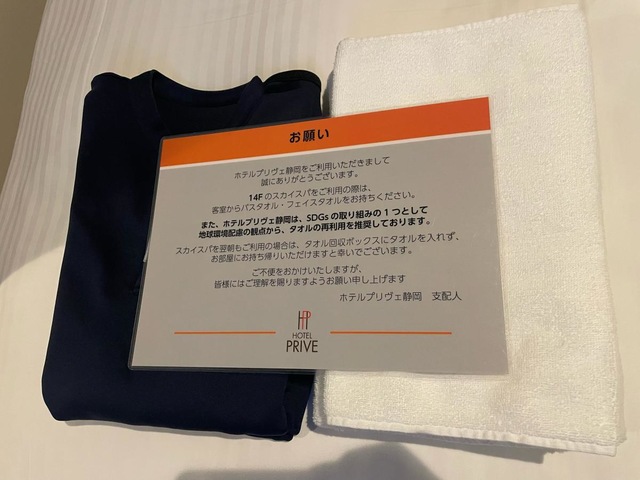 お願い
ホテルプリヴェ静岡をご利用いただきまして
誠にありがとうございます。
14Fのスカイスパをご利用の際は、
客室からバスタオル・フェイスタオルをお持ちください。
また、ホテルプリヴェ静岡は、SDGsの取り組みの1つとして
地球環境配慮の観点から、タオルの再利用を推奨しております。
スカイスパを翌朝もご利用の場合は、タオル回収ボックスにタオルを入れず、
お部屋にお持ち帰りいただけますと幸いでございます。
ご不便をおかけいたしますが、
皆様にはご理解を賜りますようお願い申し上げます
ホテルプリヴェ静岡 支配人
HP
HOTEL
PRIVE